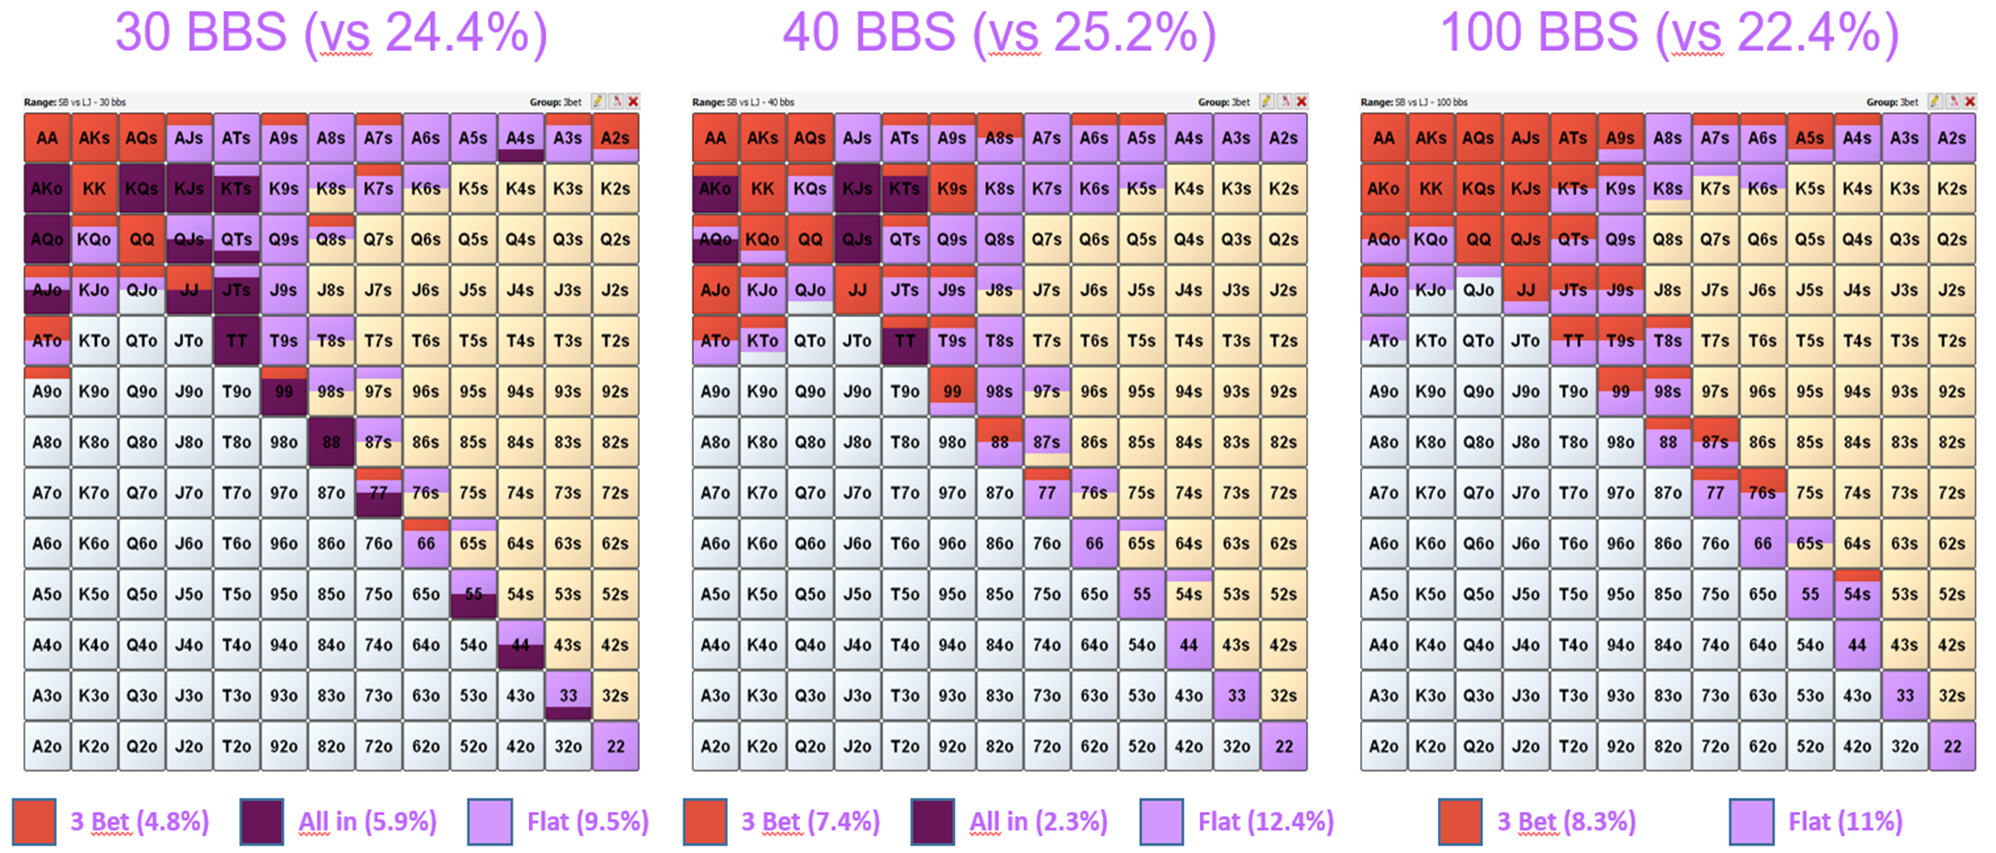 30 BBS (vs 24.4%) 40 BBS (vs 25.2%) 100 BBS (vs 22.4%)
Range: SB vs LJ - 30 bbs Group: 3bet Range: SB vs LJ - 40 bbs Group: 3bet Range: SB vs LJ - 100 bbs Group: 3bet
AA AKs AQs AJs ATs A9s A8s A7s A6s A5s A4s A3s A2s AA AKs AQs AJs ATs A9s A8s A7s A6s A5s A4s A3s A2s AA AKs AQs AJs ATs A9s A8s A7s A6s A5s A4s A3s A2s
AKo KK KQs KJs KTs K9s K8s K7s K6s K5s K4s K3s K2s AKo KK KQs KJs KTs K9s K8s K7s K6s K5s K4s K3s K2s AKo KK KQs KJs KTs K9s K8s K7s K6s K5s K4s K3s K2s
AQo KQo QQ QJs QTs Q9s Q8s Q7s Q6s Q5s Q4s Q3s Q2s AQo KQo QQ QJs QTs Q9s Q8s Q7s Q6s Q5s Q4s Q3s Q2s AQo KQo QQ QJs QTs Q9s Q8s Q7s Q6s Q5s Q4s Q3s Q2s
AJo KJo QJo JJ JTs J9s J8s J7s J6s J5s J4s J3s J2s AJo KJo QJo JJ JTs J9s J8s J7s J6s J5s J4s J3s J2s AJo KJo QJo JJ JTs J9s J8s J7s J6s J5s J4s J3s J2s
ATo KTo QTo JTo TT T9s T8s T7s T6s T5s T4s T3s T2s ATo KTo QTo JTo TT T9s T8s T7s T6s T5s T4s T3s T2s ATo KTo QTo JTo TT T9s T8s T7s T6s T5s T4s T3s T2s
A9o K9o Q9o J9o T9o 99 98s 97s 96s 95s 94s 93s 92s A9o K9o Q9o J9o T9o 99 98s 97s 96s 95s 94s 93s 92s A9o K9o Q9o J9o T9o 99 98s 97s 96s 95s 94s 93s 92s
A8o K8o Q8o J8o T8o 98o 88 87s 86s 85s 84s 83s 82s A8o K8o Q8o J8o T8o 98o 88 87s 86s 85s 84s 83s 82s A8o K8o Q8o J8o T8o 98o 88 87s 86s 85s 84s 83s 82s
A7o K7o Q7o J7o T7o 97o 87o 77 76s 75s 74s 73s 72s A7o K7o Q7o J7o T7o 97o 87o 77 76s 75s 74s 73s 72s A7o K7o Q7o J7o T7o 97o 87o 77 76s 75s 74s 73s 72s
A6o K6o Q6o J6o T6o 96o 86o 76o 66 65s 64s 63s 62s A6o K6o Q6o J6o T6o 96o 86o 76o 66 65s 64s 63s 62s A6o K6o Q6o J6o T6o 96o 86o 76o 66 65s 64s 63s 62s
A5o K5o Q5o J5o T5o 95o 85o 75o 65o 55 54s 53s 52s A5o K5o Q5o J5o T5o 95o 85o 75o 65o 55 54s 53s 52s A5o K5o Q5o J5o T5o 95o 85o 75o 65o 55 54s 53s 52s
A4o K4o Q4o J4o T4o 94o 84o 74o 64o 54o 44 43s 42s A4o K4o Q4o J4o T4o 94o 84o 74o 64o 54o 44 43s 42s A4o K4o Q4o J4o T4o 94o 84o 74o 64o 54o 44 43s 42s
A3o K3o Q3o J3o T3o 93o 83o 73o 63o 53o 43o 33 32s A3o K3o Q3o J3o T3o 93o 83o 73o 63o 53o 43o 33 32s A3o K3o Q3o J3o T3o 93o 83o 73o 63o 53o 43o 33 32s
A2o K2o Q2o J2o T2o 92o 82o 72o 62o 52o 42o 32o 22 A2o K2o Q2o J2o T2o 92o 82o 72o 62o 52o 42o 32o 22 A2o K2o Q2o J2o T2o 92o 82o 72o 62o 52o 42o 32o 22
3 Bet (4.8%) All in (5.9%) Flat (9.5%) 3 Bet (7.4%) All in (2.3%) Flat (12.4%) 3 Bet (8.3%) Flat (11%)